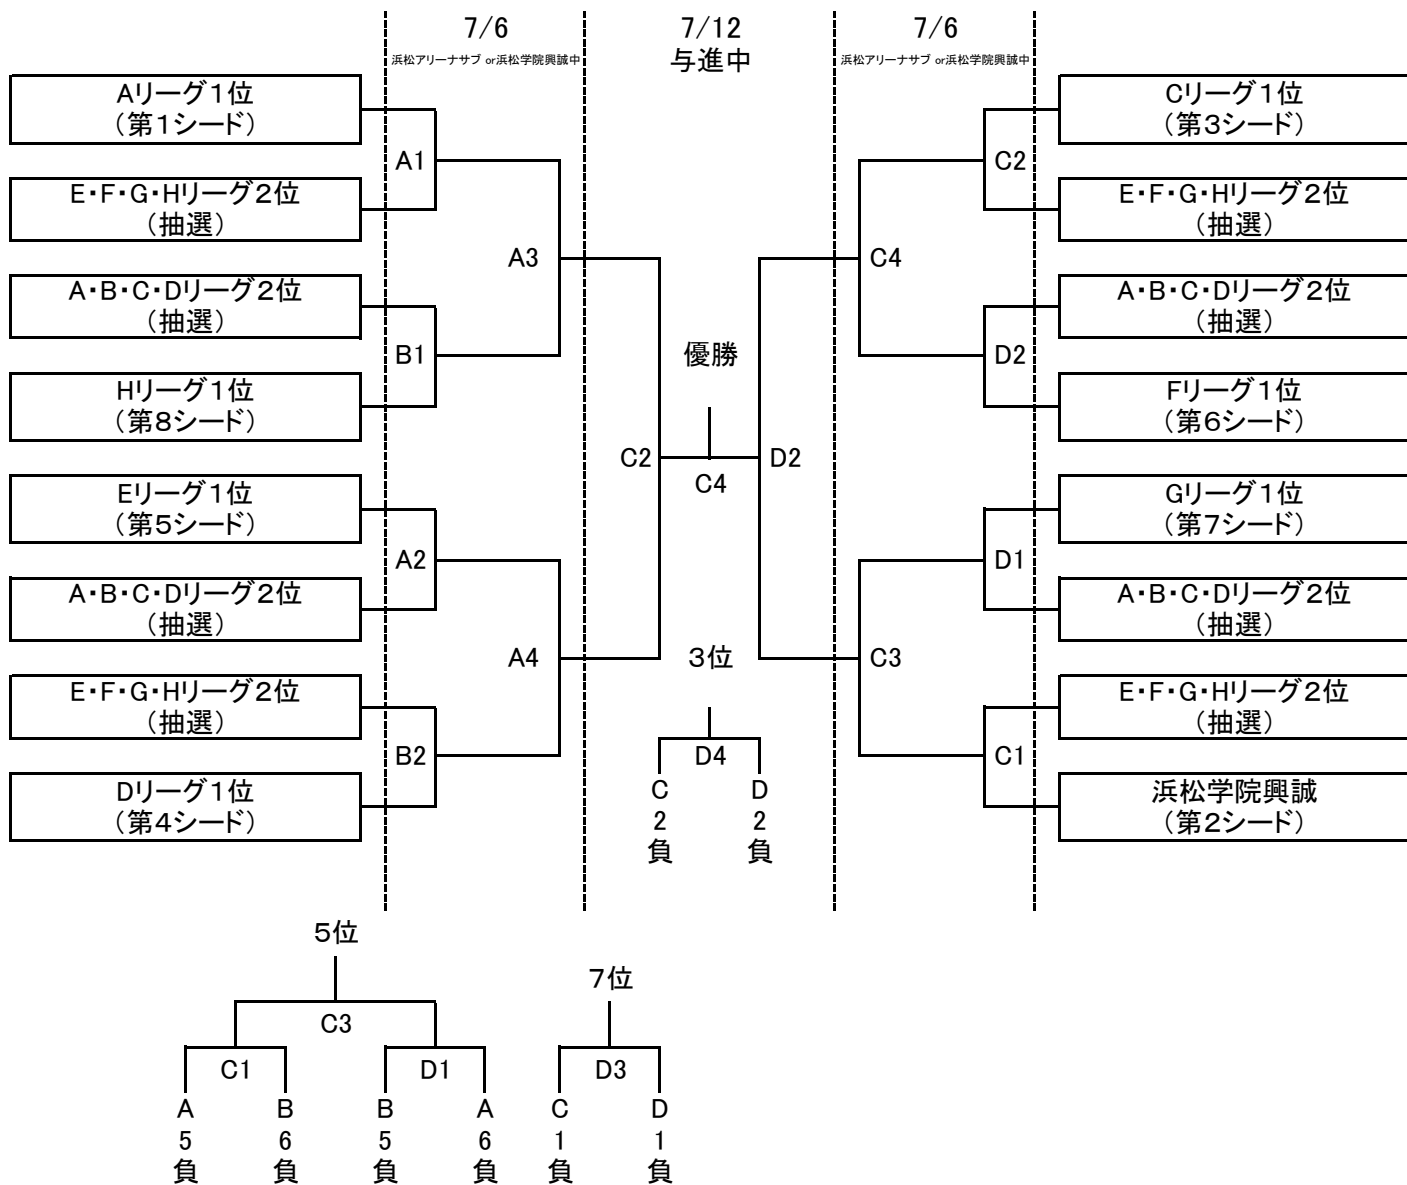 7/6
7/12
7/6
浜松アリーナサブ or浜松学院興誠中
与進中
浜松アリーナサブ or浜松学院興誠中
Aリーグ1位
（第1シード）
E・F・G・Hリーグ2位
（抽選）
A・B・C・Dリーグ2位
（抽選）
Hリーグ1位
（第8シード）
Eリーグ1位
（第5シード）
A・B・C・Dリーグ2位
（抽選）
E・F・G・Hリーグ2位
（抽選）
Dリーグ1位
（第4シード）
A1
B1
A2
B2
A3
A4
C2
優勝
C4
D2
3位
D4
C2負
D2負
C4
C3
C2
D2
D1
C1
Cリーグ1位
（第3シード）
E・F・G・Hリーグ2位
（抽選）
A・B・C・Dリーグ2位
（抽選）
Fリーグ1位
（第6シード）
Gリーグ1位
（第7シード）
A・B・C・Dリーグ2位
（抽選）
E・F・G・Hリーグ2位
（抽選）
浜松学院興誠
（第2シード）
5位
C3
C1
D1
A5負
B6負
B5負
A6負
7位
D3
C1負
D1負